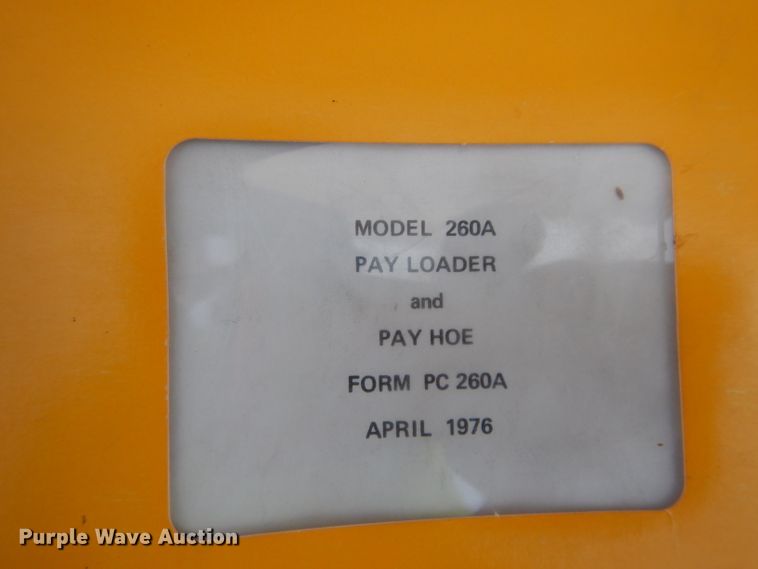 MODEL 260A
PAY LOADER
and
PAY HOE
FORM PC 260A
APRIL 1976
Purple Wave Auction